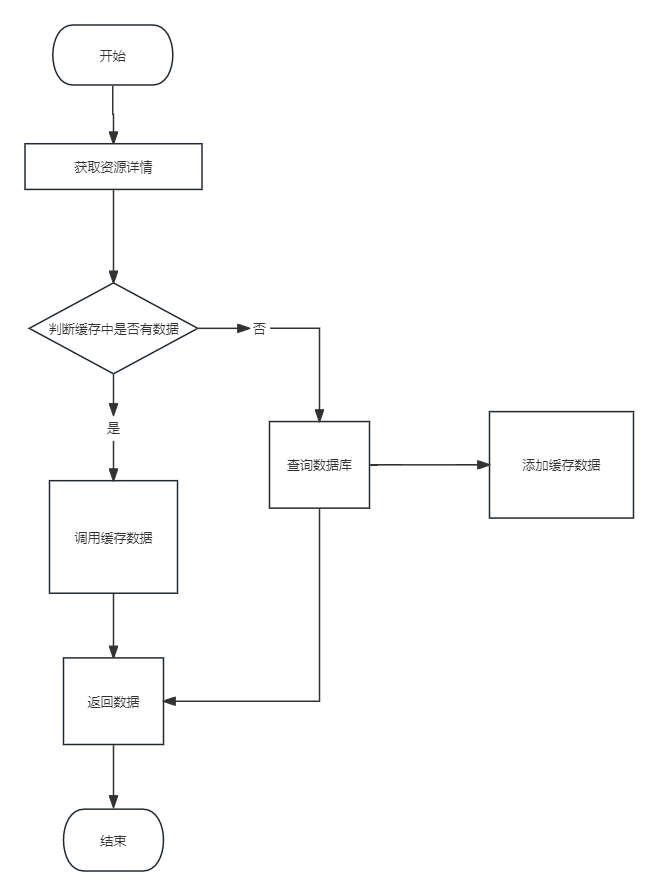 开始
获取资源详情
判断缓存中是否有数据
否
是
查询数据库
添加缓存数据
调用缓存数据
返回数据
结束